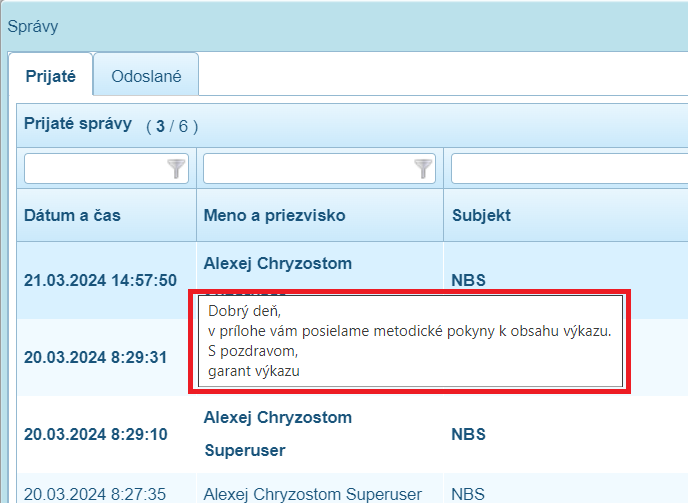 Správy
Prijaté
Odoslané
Prijaté správy ( 3 / 6 )
Dátum a čas
Meno a priezvisko
Subjekt
21.03.2024 14:57:50
Alexej Chryzostom
NBS
Dobrý deň,
v prílohe vám posielame metodické pokyny k obsahu výkazu.
S pozdravom,
garant výkazu
20.03.2024 8:29:31
20.03.2024 8:29:10
Alexej Chryzostom
Superuser
NBS
20.03.2024 8:27:35
Alexej Chryzostom Superuser
NBS